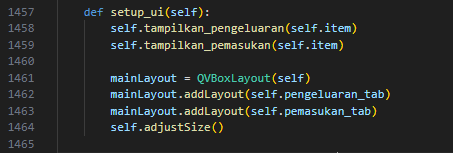 1457 def setup_ui(self):
1458 self.tampilkan_pengeluaran(self.item)
1459 self.tampilkan_pemasukan(self.item)
1460
1461 mainLayout = QVBoxLayout(self)
1462 mainLayout.addLayout(self.pengeluaran_tab)
1463 mainLayout.addLayout(self.pemasukan_tab)
1464 self.adjustSize()
1465